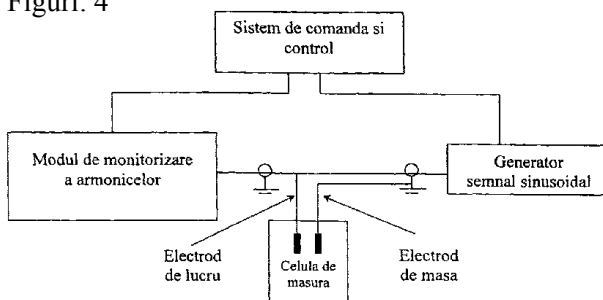 Figuri: 4
Sistem de comanda si
control
Modul de monitorizare
a armonicelor
Generator
semnal sinusoidal
Electrod
de lucru
Celula de
masura
Electrod
de masa